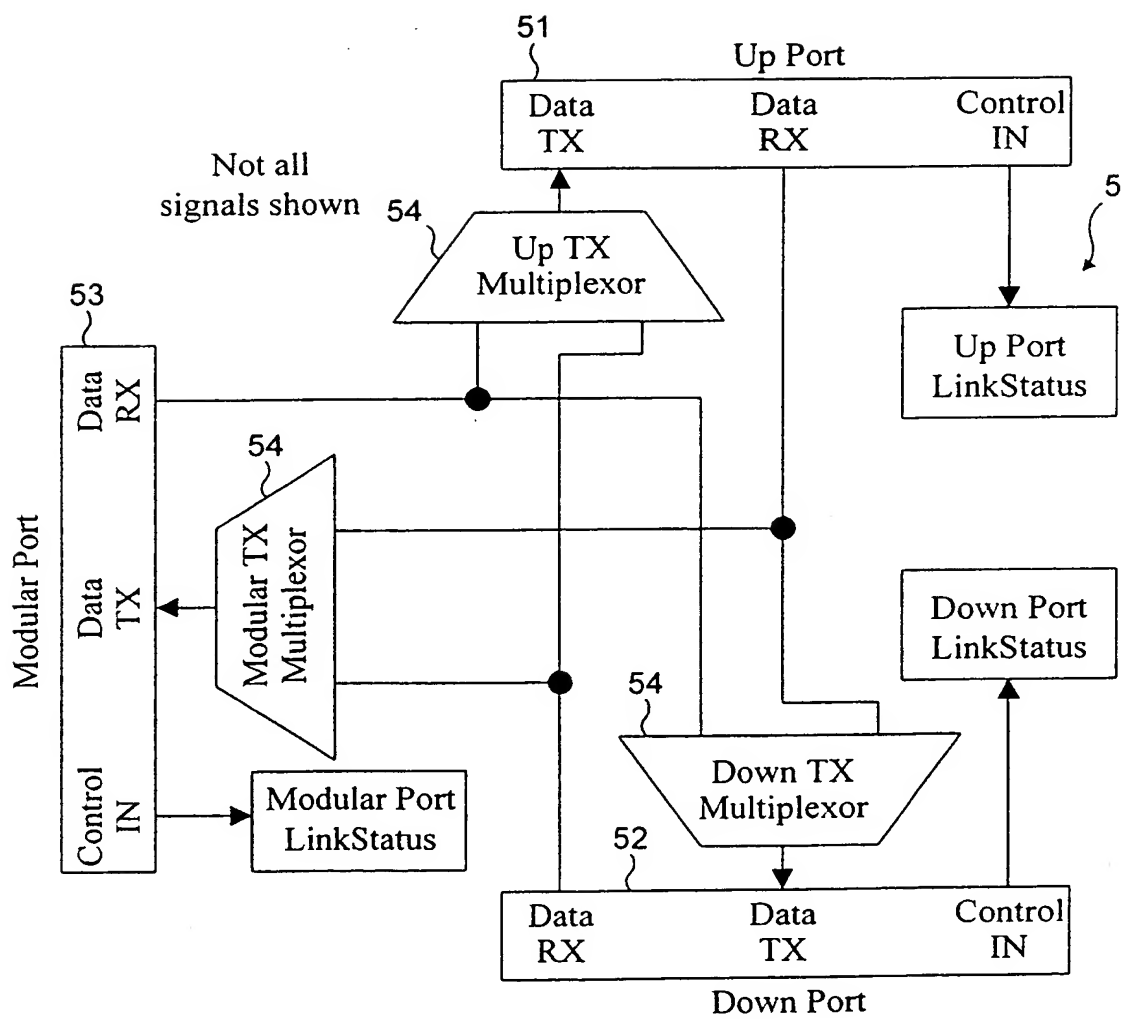 51
Up Port
Data
TX
Data
RX
Control
IN
Not all
signals shown
54
Up TX
Multiplexor
5
53
Up Port
LinkStatus
Modular Port
Data
RX
Data
TX
Control
IN
54
Modular TX
Multiplexor
Down Port
LinkStatus
54
Down TX
Multiplexor
Modular Port
LinkStatus
52
Data
RX
Data
TX
Control
IN
Down Port